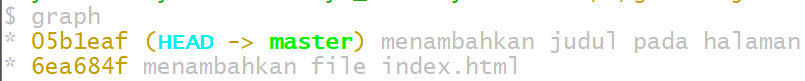 $ graph
* 05b1eaf (HEAD -> master) menambahkan judul pada halaman
* 6ea684f menambahkan file index.html